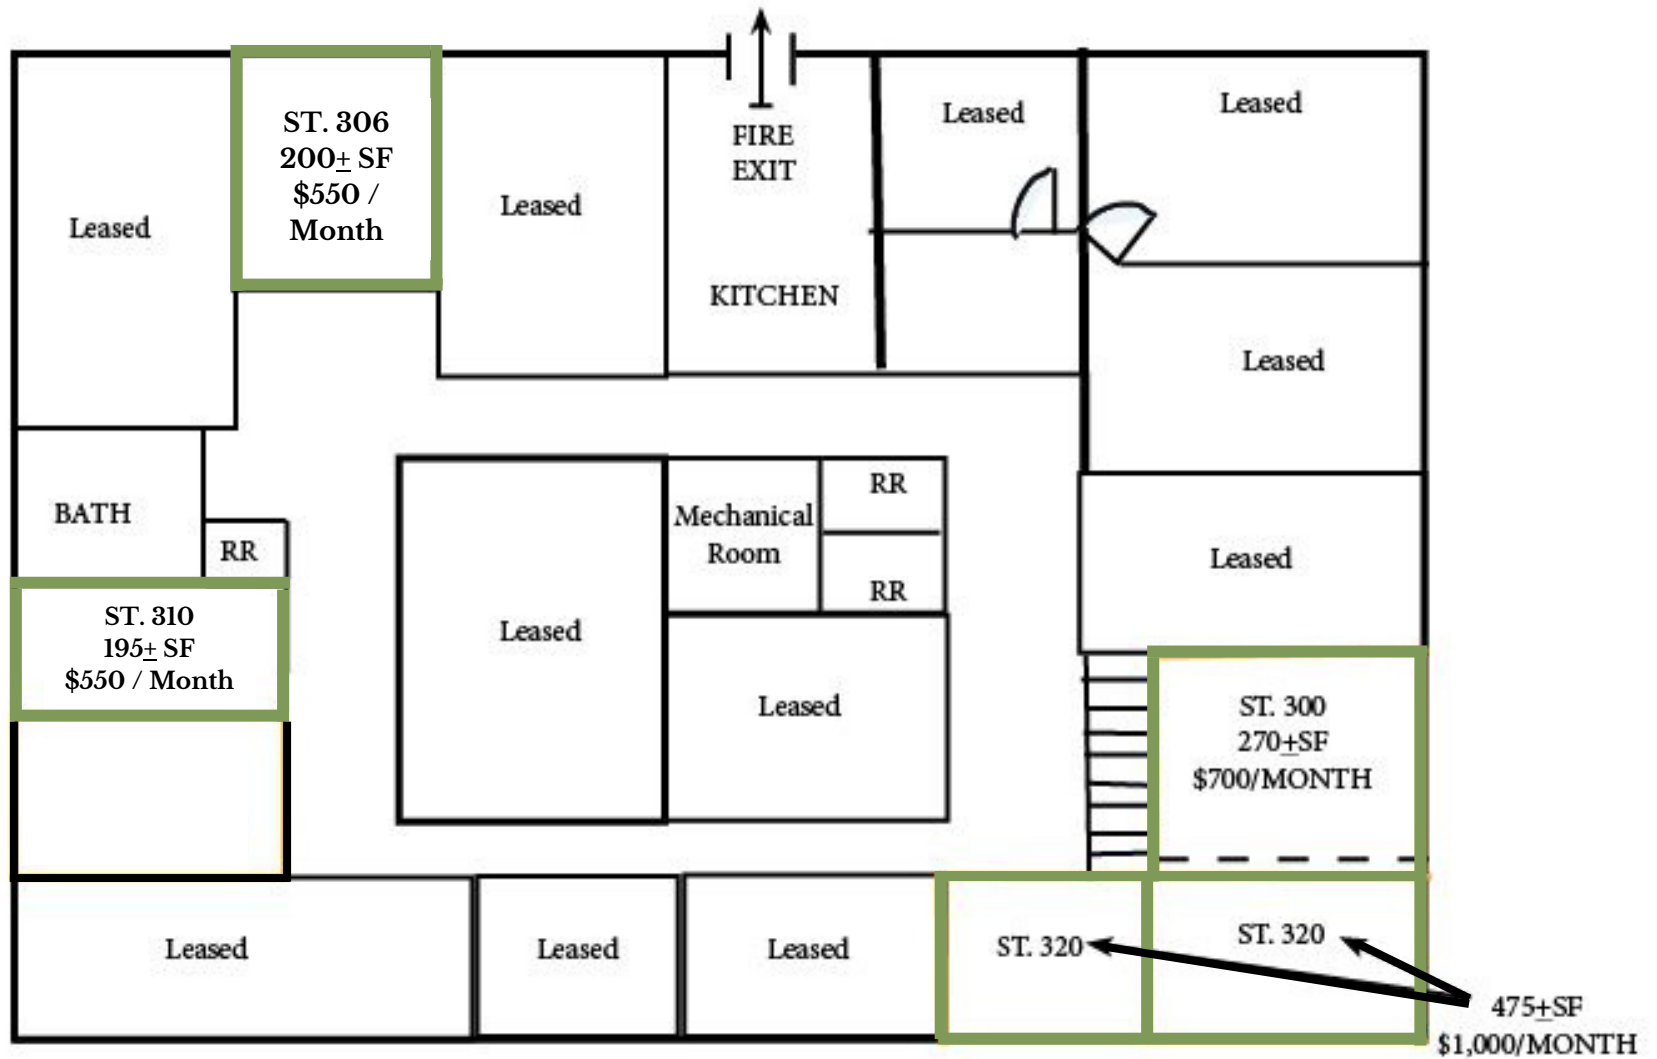 Leased
ST. 306
200± SF
$550 /
Month
Leased
FIRE
EXIT
KITCHEN
Leased
Leased
Leased
BATH
RR
Mechanical
Room
RR
RR
Leased
ST. 310
195± SF
$550 / Month
Leased
Leased
ST. 300
270±SF
$700/MONTH
Leased
Leased
Leased
ST. 320
ST. 320
475±SF
$1,000/MONTH